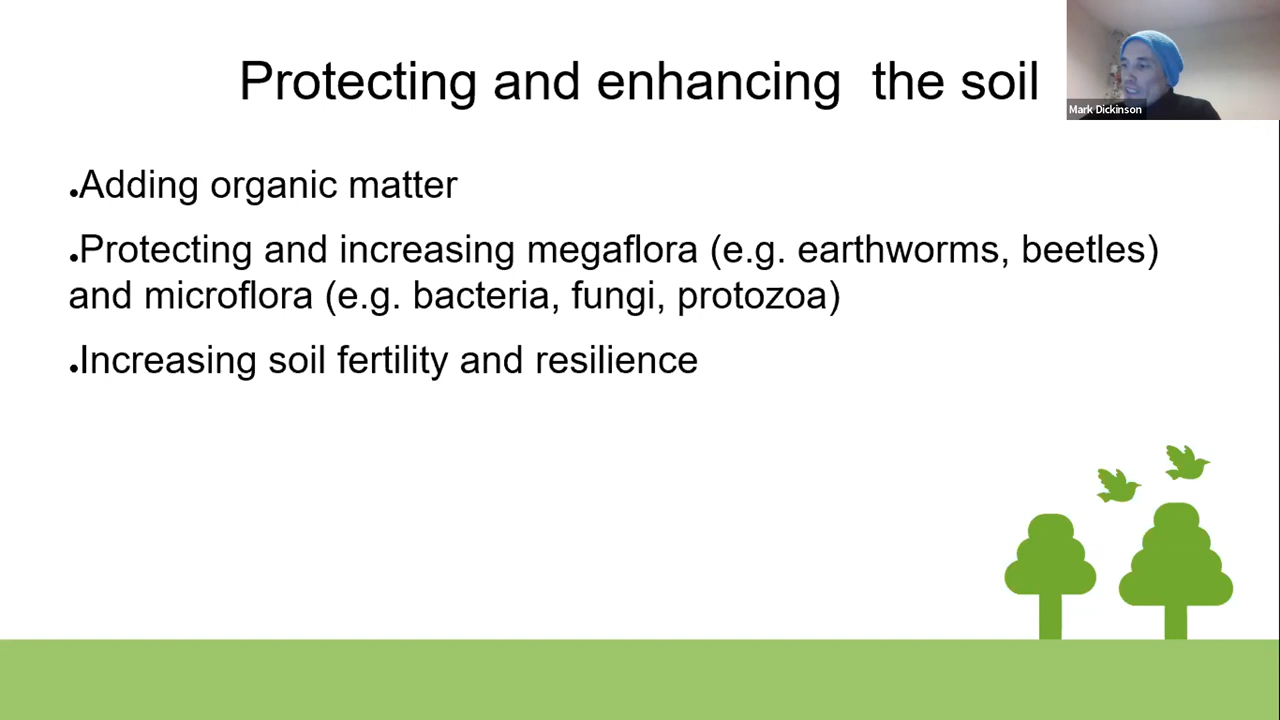 Protecting and enhancing  the soil
Mark Dickinson
●Adding organic matter
●Protecting and increasing megaflora (e.g. earthworms, beetles)
and microflora (e.g. bacteria, fungi, protozoa)
●Increasing soil fertility and resilience